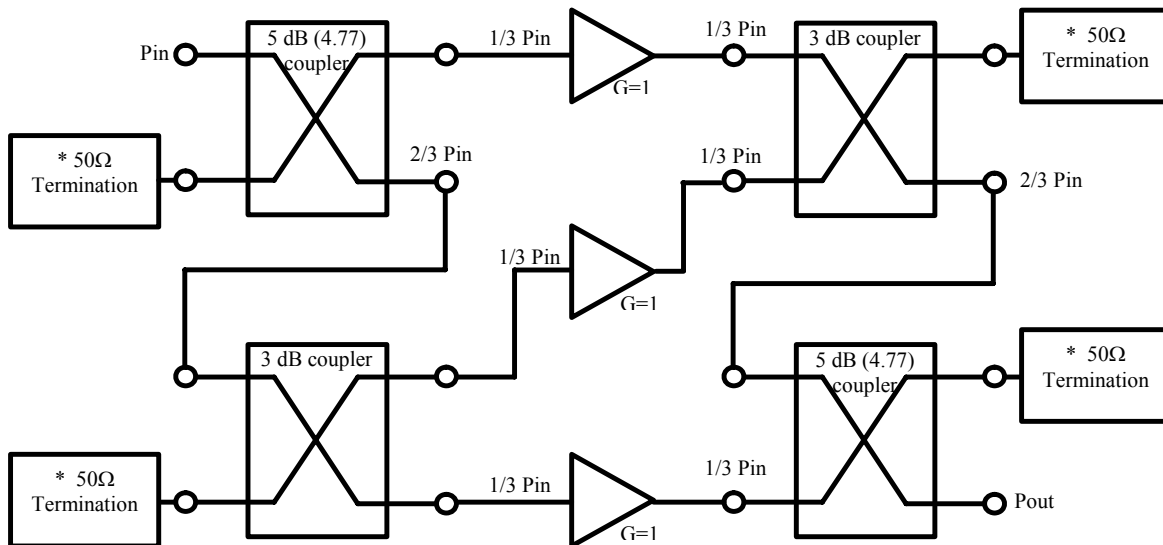 5 dB (4.77)
coupler
3 dB coupler
* 50Ω
Termination
Pin
1/3 Pin
1/3 Pin
G=1
* 50Ω
Termination
2/3 Pin
1/3 Pin
2/3 Pin
1/3 Pin
G=1
3 dB coupler
5 dB (4.77)
coupler
* 50Ω
Termination
* 50Ω
Termination
1/3 Pin
1/3 Pin
G=1
Pout